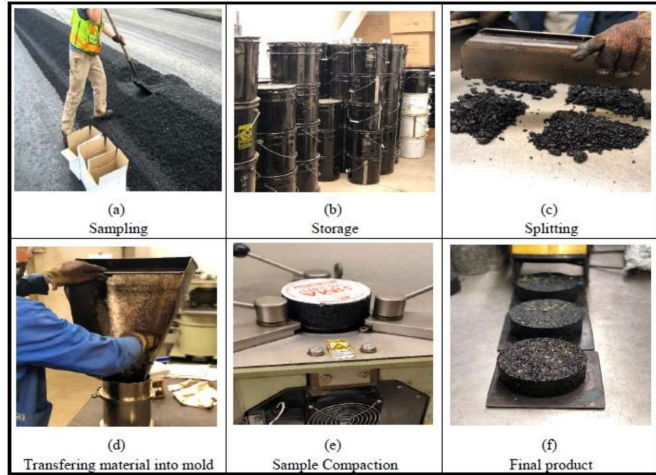 (a)
Sampling
(b)
Storage
(c)
Splitting
(d)
Transfering material into mold
(e)
Sample Compaction
(f)
Final product